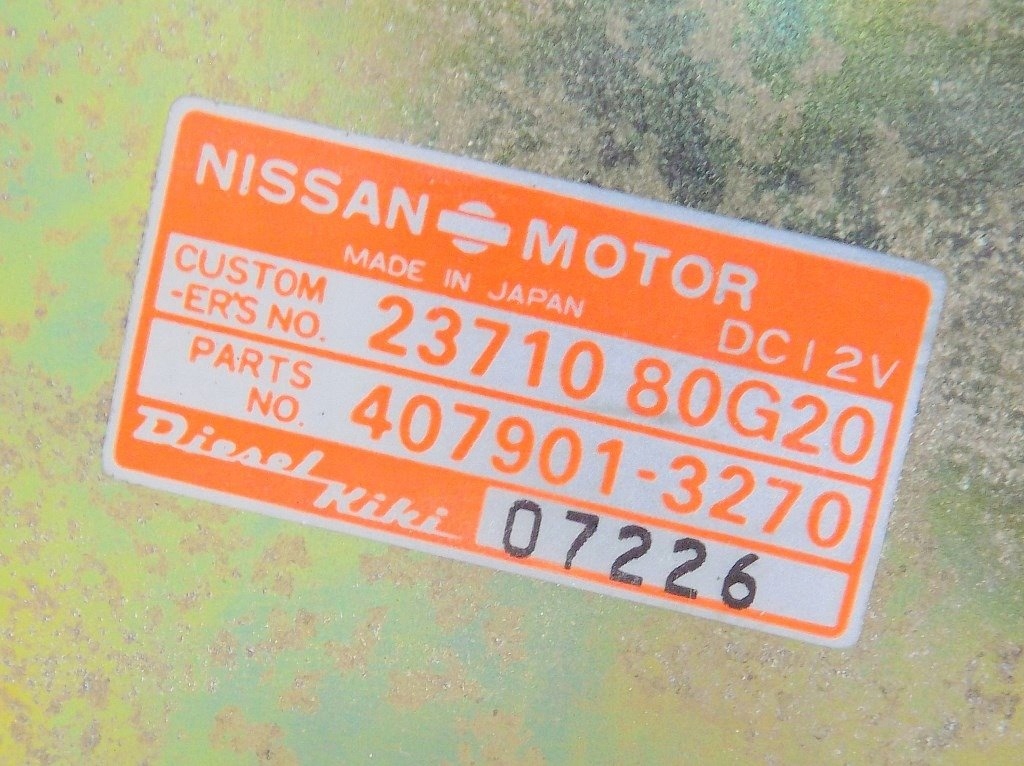 NISSAN MOTOR
MADE IN JAPAN
DC12V
CUSTOM
-ER'S NO. 23710 80G20
PARTS
NO. 407901-3270
Diesel Kiki 07226